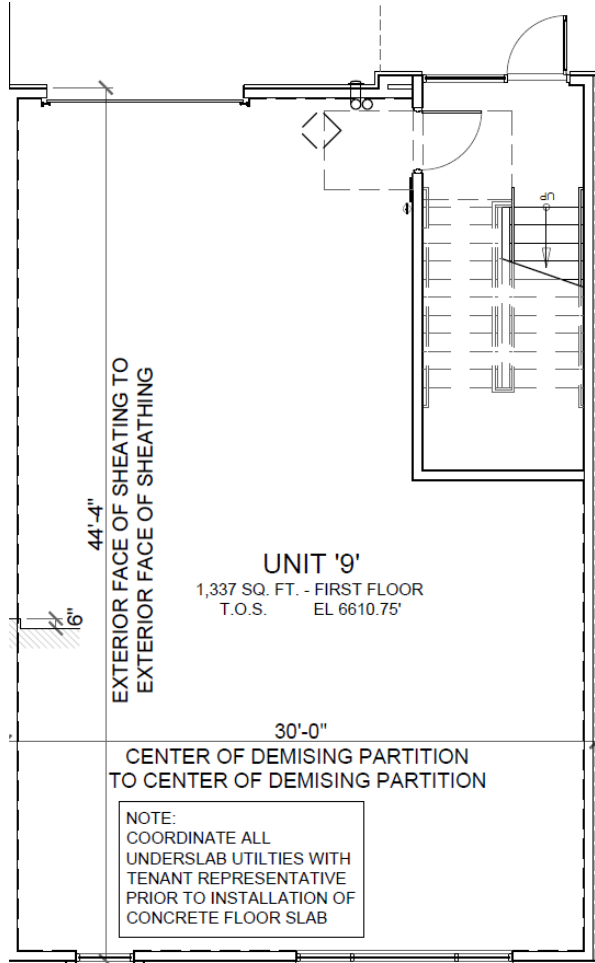 UP
44'-4"
EXTERIOR FACE OF SHEATING TO
EXTERIOR FACE OF SHEATHING
UNIT '9'
1,337 SQ. FT. - FIRST FLOOR
T.O.S. EL 6610.75'
6"
30'-0"
CENTER OF DEMISING PARTITION
TO CENTER OF DEMISING PARTITION
NOTE:
COORDINATE ALL
UNDERSLAB UTILTIES WITH
TENANT REPRESENTATIVE
PRIOR TO INSTALLATION OF
CONCRETE FLOOR SLAB